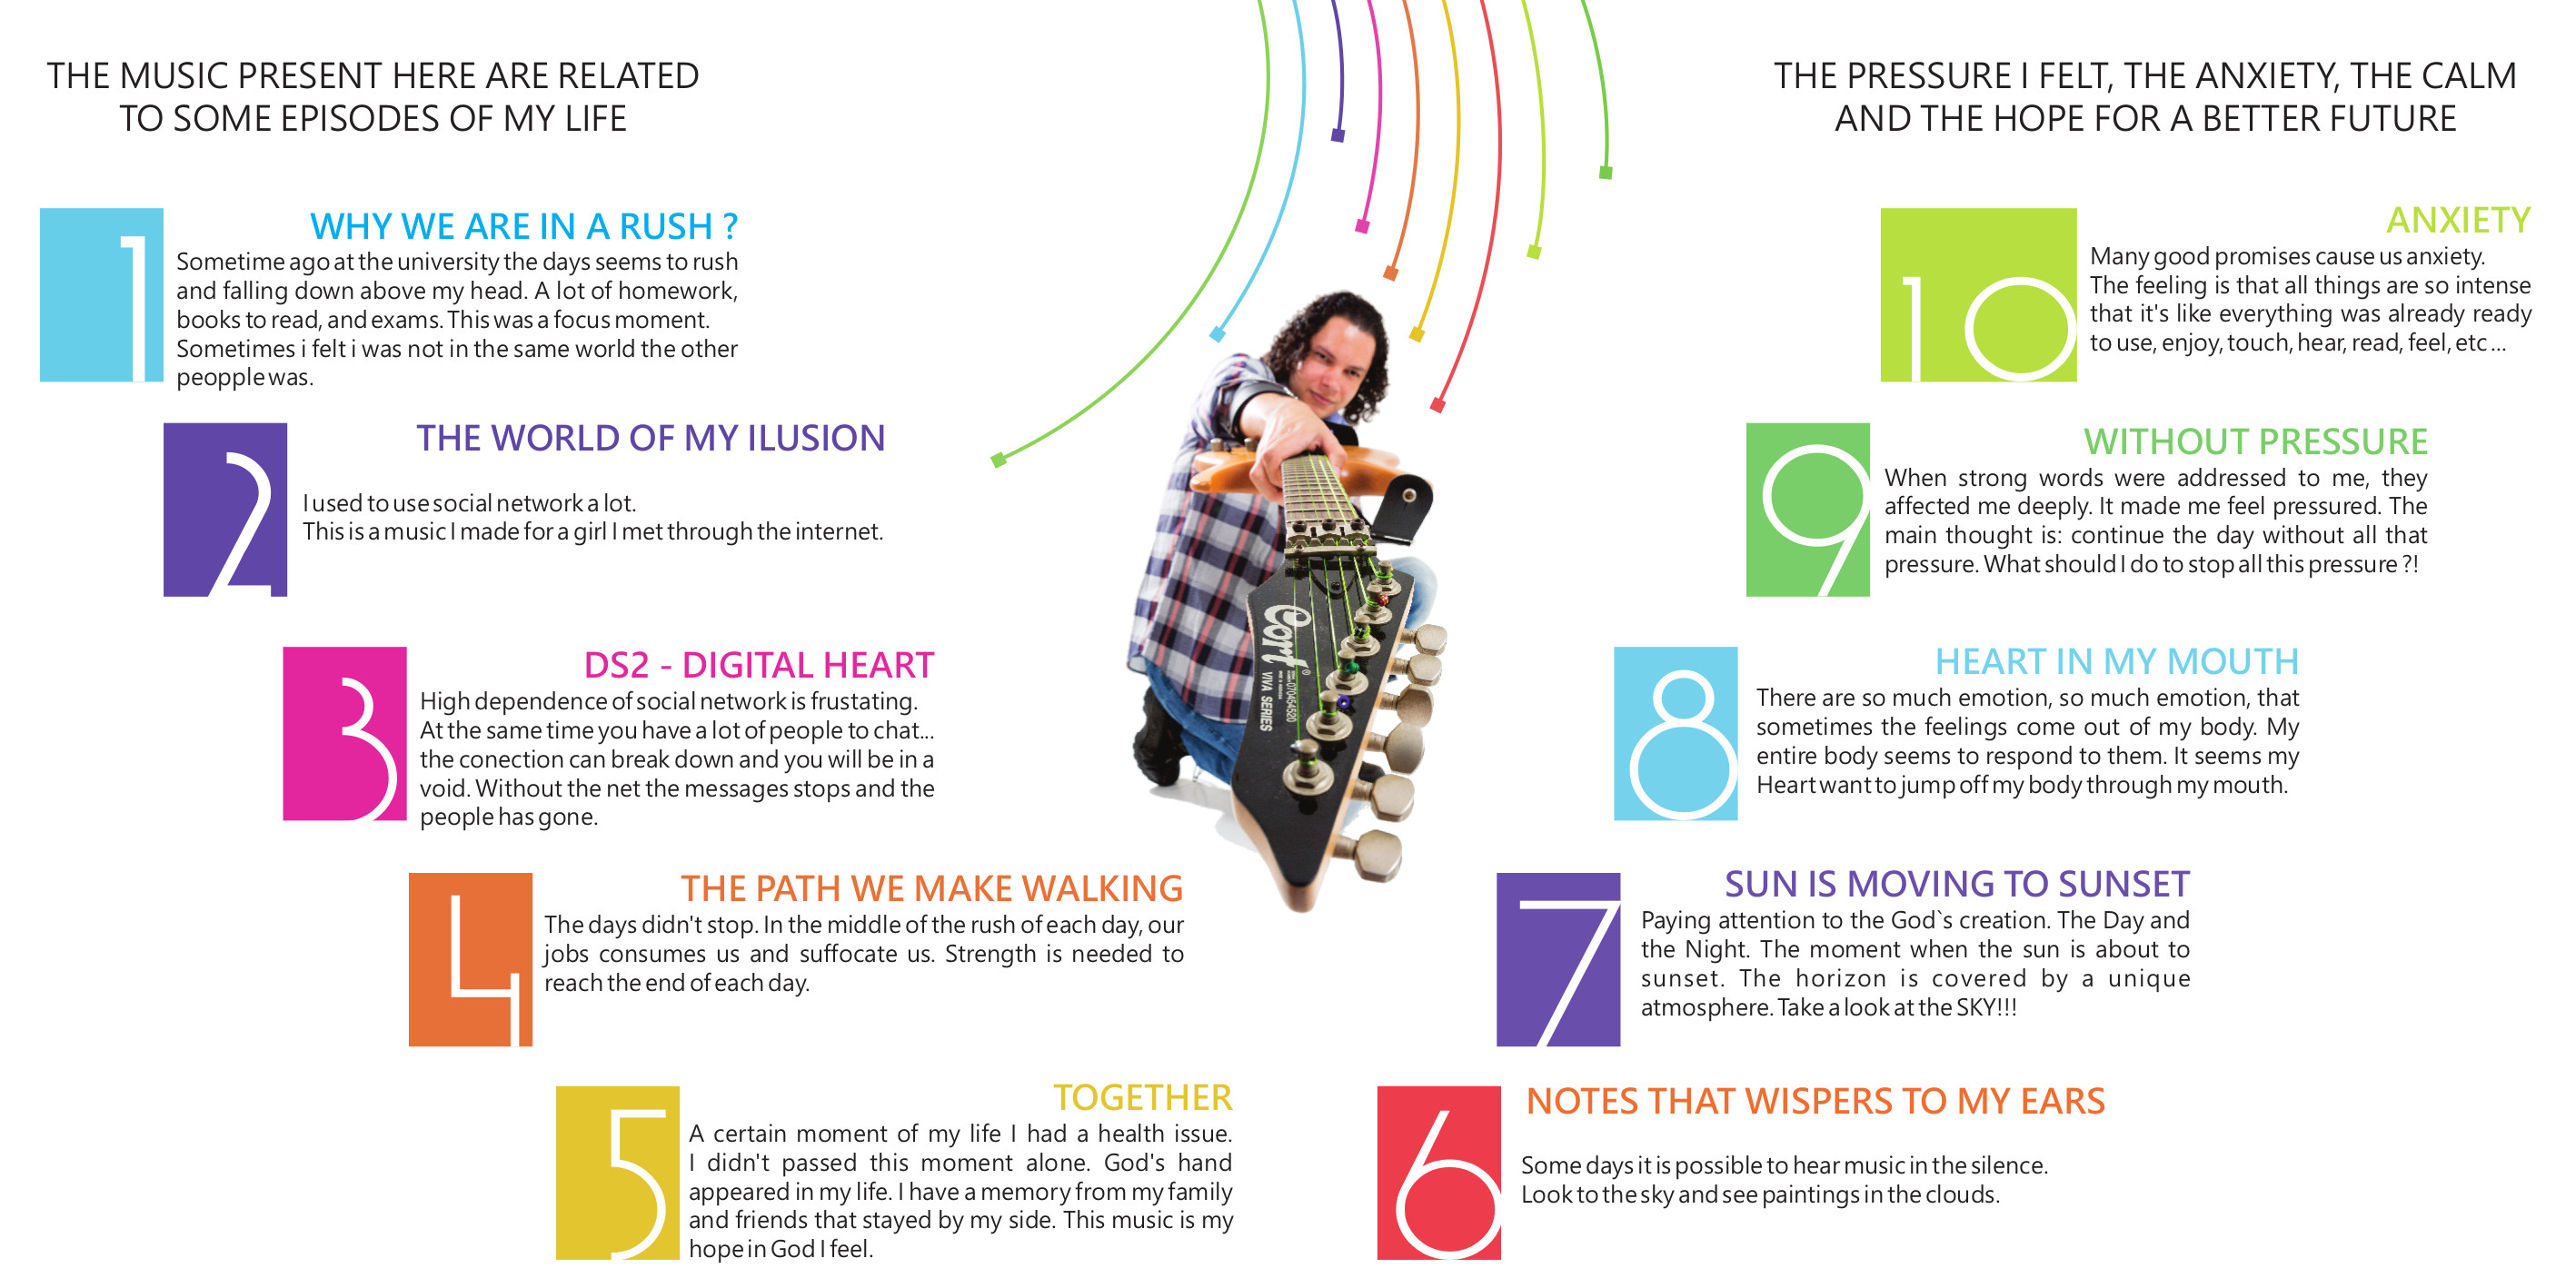 THE MUSIC PRESENT HERE ARE RELATED
TO SOME EPISODES OF MY LIFE
1
WHY WE ARE IN A RUSH ?
Sometime ago at the university the days seems to rush
and falling down above my head. A lot of homework,
books to read, and exams. This was a focus moment.
Sometimes i felt i was not in the same world the other
peopple was.
2
THE WORLD OF MY ILUSION
I used to use social network a lot.
This is a music I made for a girl I met through the internet.
3
DS2 - DIGITAL HEART
High dependence of social network is frustating.
At the same time you have a lot of people to chat...
the conection can break down and you will be in a
void. Without the net the messages stops and the
people has gone.
4
THE PATH WE MAKE WALKING
The days didn't stop. In the middle of the rush of each day, our
jobs consumes us and suffocate us. Strength is needed to
reach the end of each day.
5
TOGETHER
A certain moment of my life I had a health issue.
I didn't passed this moment alone. God's hand
appeared in my life. I have a memory from my family
and friends that stayed by my side. This music is my
hope in God I feel.
Cort®
VIVA SERIES
07045420
THE PRESSURE I FELT, THE ANXIETY, THE CALM
AND THE HOPE FOR A BETTER FUTURE
10
ANXIETY
Many good promises cause us anxiety.
The feeling is that all things are so intense
that it's like everything was already ready
to use, enjoy, touch, hear, read, feel, etc ...
9
WITHOUT PRESSURE
When strong words were addressed to me, they
affected me deeply. It made me feel pressured. The
main thought is: continue the day without all that
pressure. What should I do to stop all this pressure ?!
8
HEART IN MY MOUTH
There are so much emotion, so much emotion, that
sometimes the feelings come out of my body. My
entire body seems to respond to them. It seems my
Heart want to jump off my body through my mouth.
7
SUN IS MOVING TO SUNSET
Paying attention to the God`s creation. The Day and
the Night. The moment when the sun is about to
sunset. The horizon is covered by a unique
atmosphere. Take a look at the SKY!!!
6
NOTES THAT WISPERS TO MY EARS
Some days it is possible to hear music in the silence.
Look to the sky and see paintings in the clouds.